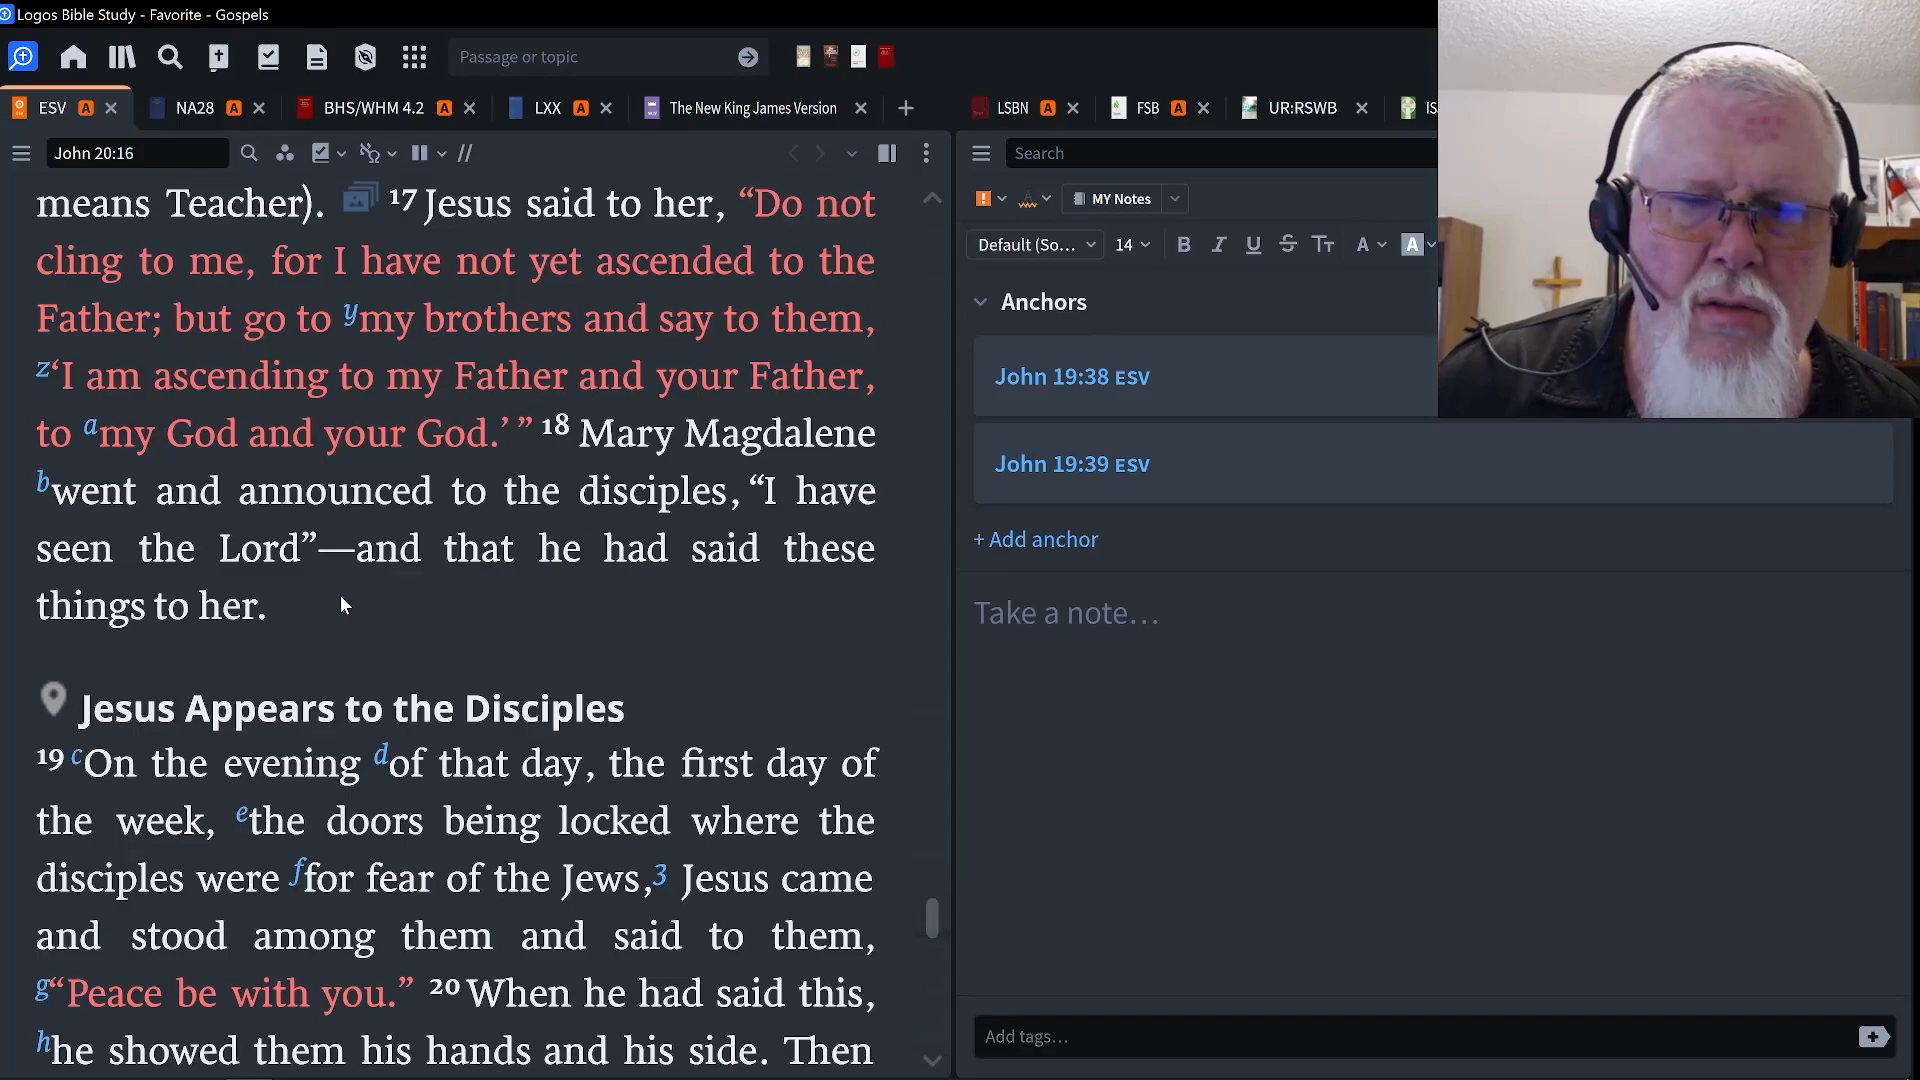 Logos Bible Study - Favorite - Gospels
Passage or topic
ESV A NA28 A BHS/WHM 4.2 A LXX A The New King James Version
LSBN A FSB A UR:RSWB
John 20:16
Search
MY Notes
Default (So... 14 B I U S Tт A A
means Teacher). 17 Jesus said to her, “Do not
cling to me, for I have not yet ascended to the
Father; but go to y my brothers and say to them,
z ‘I am ascending to my Father and your Father,
to a my God and your God.’ ” 18 Mary Magdalene
b went and announced to the disciples, “I have
seen the Lord”—and that he had said these
things to her.
Jesus Appears to the Disciples
19 c On the evening d of that day, the first day of
the week, e the doors being locked where the
disciples were f for fear of the Jews,3 Jesus came
and stood among them and said to them,
g “Peace be with you.” 20 When he had said this,
h he showed them his hands and his side. Then
Anchors
John 19:38 ESV
John 19:39 ESV
+ Add anchor
Take a note...
Add tags...